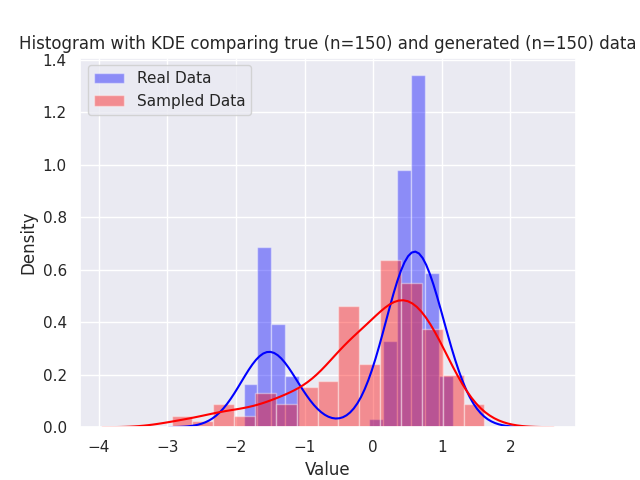 Histogram with KDE comparing true (n=150) and generated (n=150) data
Real Data
Sampled Data
Density
1.4
1.2
1.0
0.8
0.6
0.4
0.2
0.0
−4 −3 −2 −1 0 1 2
Value